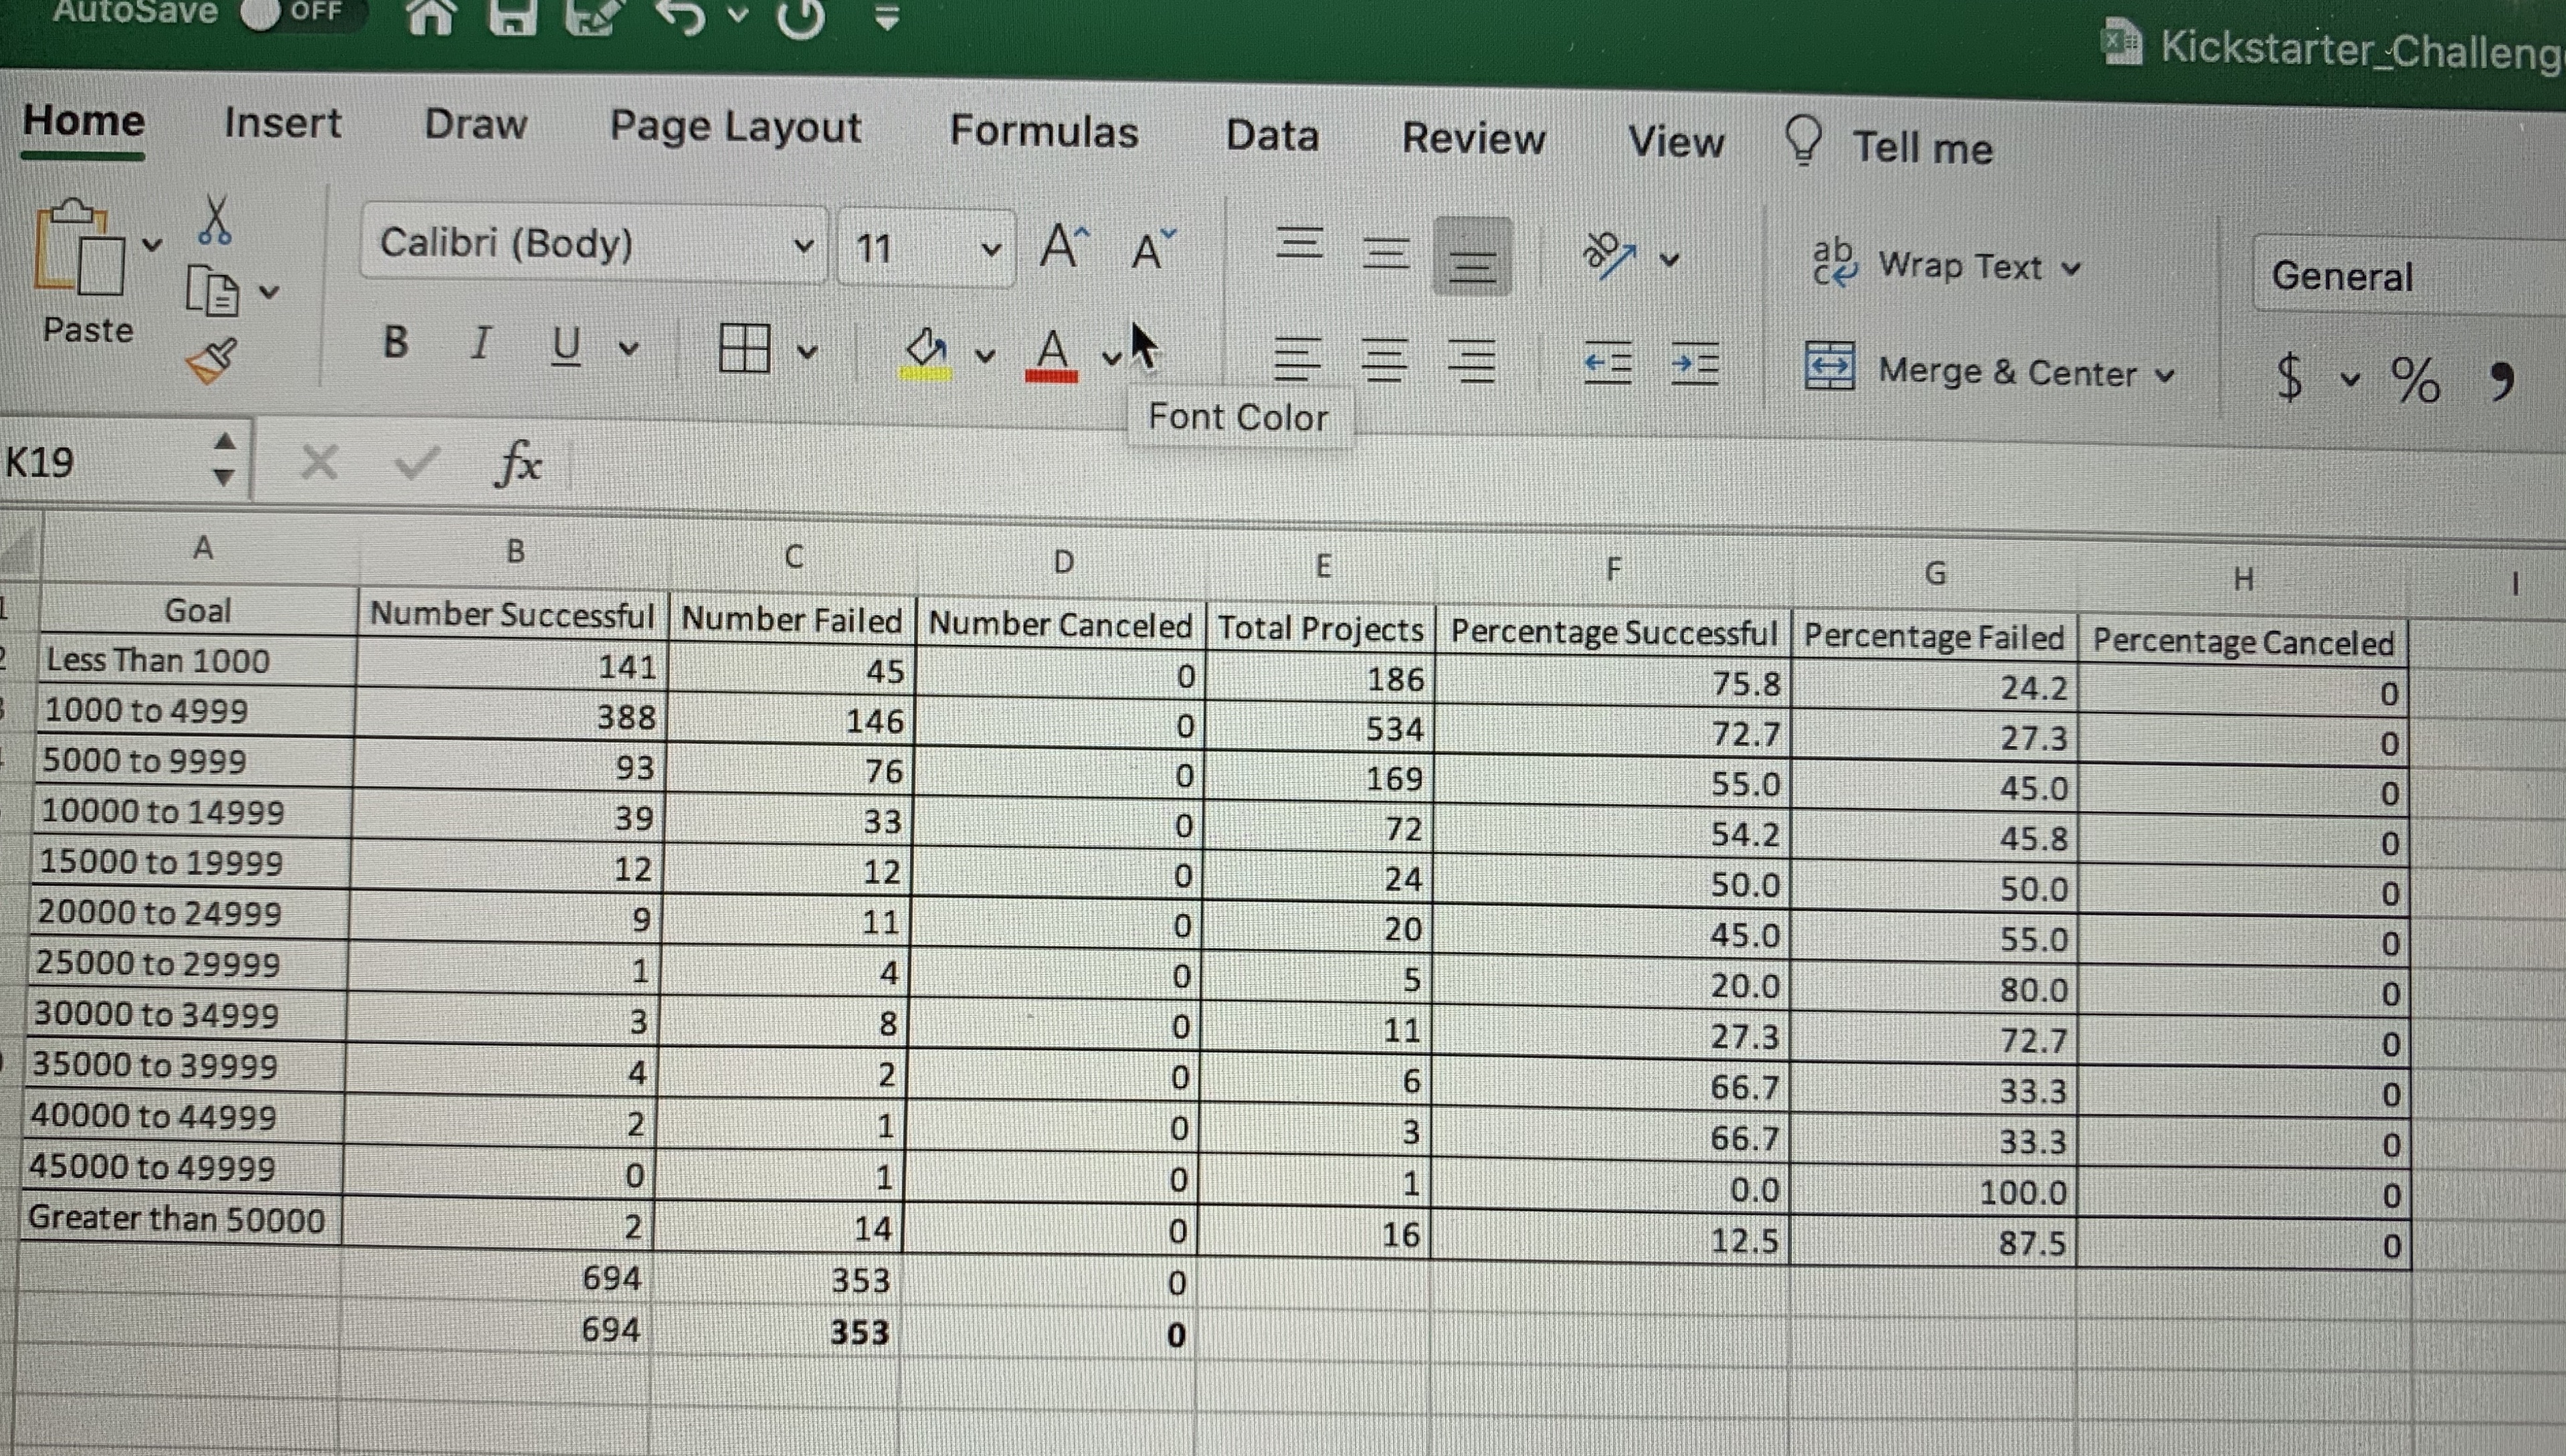 AutoSave OFF
Kickstarter_Challeng
Home Insert Draw Page Layout Formulas Data Review View Tell me
Paste
Calibri (Body) 11 A A
ab
ab
c Wrap Text
General
B I U A
Merge & Center $ % ,
Font Color
K19 fx
A B C D E F G H I
1 Goal Number Successful Number Failed Number Canceled Total Projects Percentage Successful Percentage Failed Percentage Canceled
2 Less Than 1000 141 45 0 186 75.8 24.2 0
1000 to 4999 388 146 0 534 72.7 27.3 0
5000 to 9999 93 76 0 169 55.0 45.0 0
10000 to 14999 39 33 0 72 54.2 45.8 0
15000 to 19999 12 12 0 24 50.0 50.0 0
20000 to 24999 9 11 0 20 45.0 55.0 0
25000 to 29999 1 4 0 5 20.0 80.0 0
30000 to 34999 3 8 0 11 27.3 72.7 0
35000 to 39999 4 2 0 6 66.7 33.3 0
40000 to 44999 2 1 0 3 66.7 33.3 0
45000 to 49999 0 1 0 1 0.0 100.0 0
Greater than 50000 2 14 0 16 12.5 87.5 0
694 353 0
694 353 0